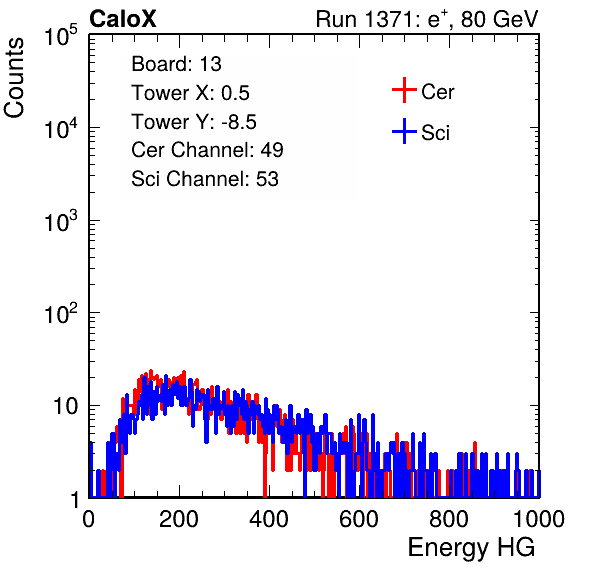 CaloX Run 1371: e⁺, 80 GeV
Counts
10⁵
10⁴
10³
10²
10
1
Board: 13
Tower X: 0.5
Tower Y: -8.5
Cer Channel: 49
Sci Channel: 53
Cer
Sci
0 200 400 600 800 1000
Energy HG